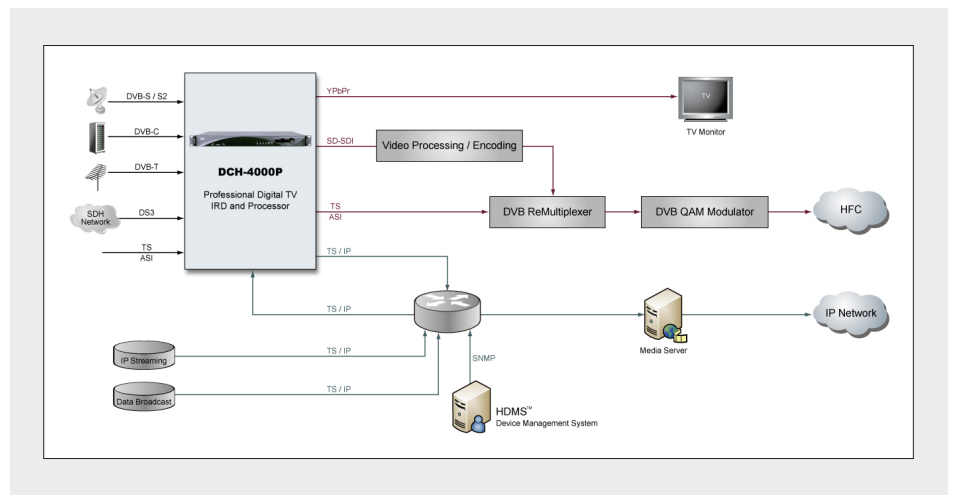 DVB-S / S2
DVB-C
DVB-T
SDH
Network
DS3
TS
ASI
DCH-4000P
Professional Digital TV
IRD and Processor
YPbPr
TV
TV Monitor
SD-SDI
Video Processing / Encoding
TS
ASI
DVB ReMultiplexer
DVB QAM Modulator
HFC
TS / IP
TS / IP
Media Server
IP Network
IP Streaming
TS / IP
SNMP
Data Broadcast
TS / IP
HDMS™
Device Management System